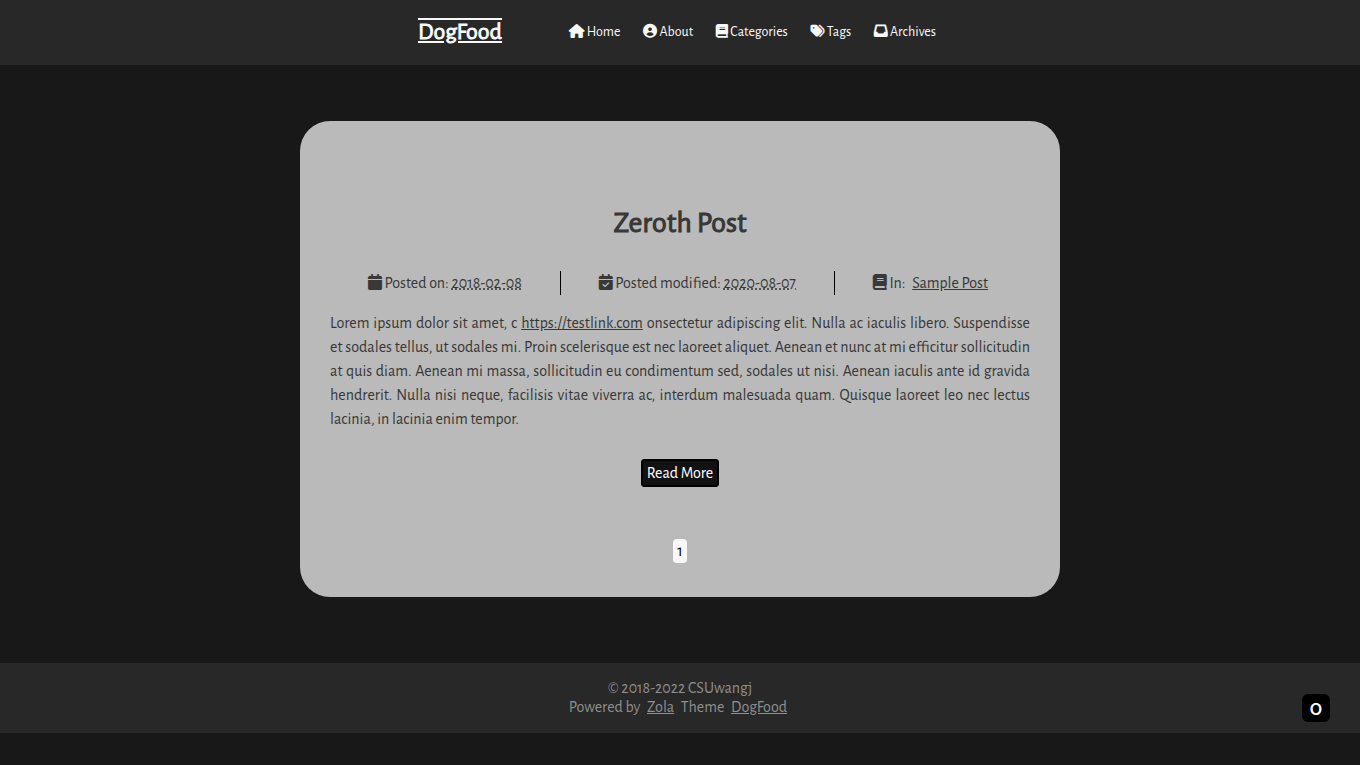 DogFood
Home About Categories Tags Archives
Zeroth Post
Posted on: 2018-02-08 Posted modified: 2020-08-07 In: Sample Post
Lorem ipsum dolor sit amet, c https://testlink.com onsectetur adipiscing elit. Nulla ac iaculis libero. Suspendisse
et sodales tellus, ut sodales mi. Proin scelerisque est nec laoreet aliquet. Aenean et nunc at mi efficitur sollicitudin
at quis diam. Aenean mi massa, sollicitudin eu condimentum sed, sodales ut nisi. Aenean iaculis ante id gravida
hendrerit. Nulla nisi neque, facilisis vitae viverra ac, interdum malesuada quam. Quisque laoreet leo nec lectus
lacinia, in lacinia enim tempor.
Read More
1
© 2018-2022 CSUwangj
Powered by Zola Theme DogFood
O